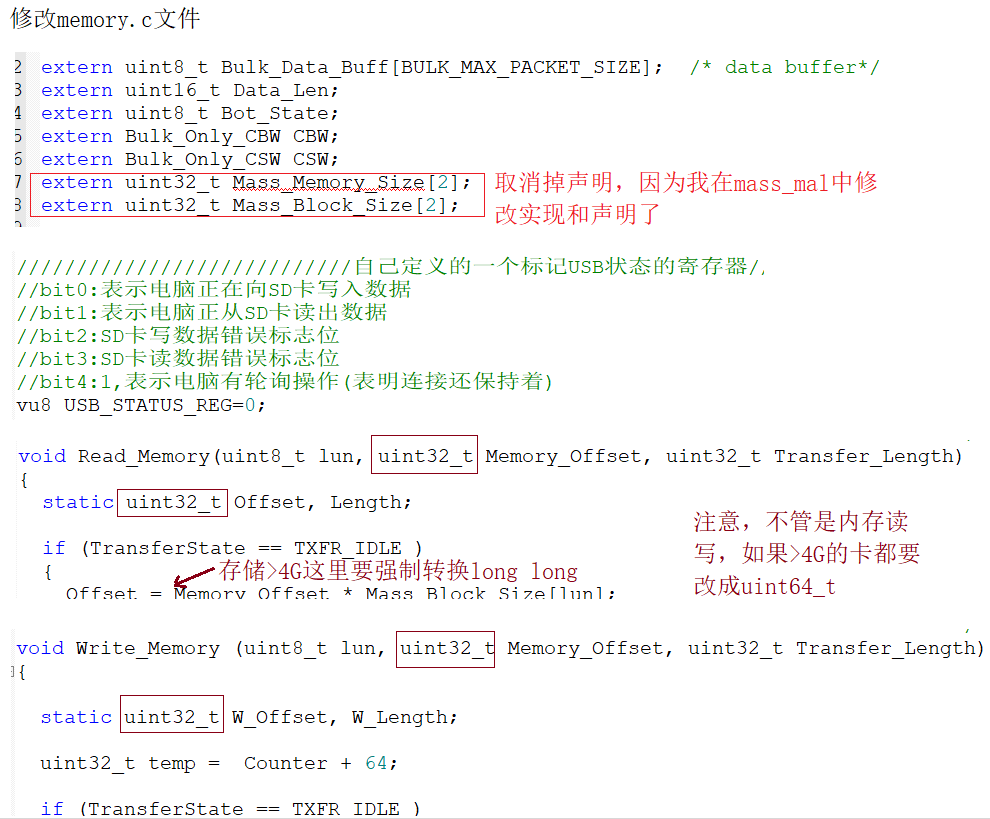 修改memory.c文件
2 extern uint8_t Bulk_Data_Buff[BULK_MAX_PACKET_SIZE]; /* data buffer*/
3 extern uint16_t Data_Len;
4 extern uint8_t Bot_State;
5 extern Bulk_Only_CBW CBW;
6 extern Bulk_Only_CSW CSW;
7 extern uint32_t Mass_Memory_Size[2];
8 extern uint32_t Mass_Block_Size[2];
取消掉声明，因为我在mass_mal中修
改实现和声明了
////////////////////////////自己定义的一个标记USB状态的寄存器//
//bit0:表示电脑正在向SD卡写入数据
//bit1:表示电脑正从SD卡读出数据
//bit2:SD卡写数据错误标志位
//bit3:SD卡读数据错误标志位
//bit4:1,表示电脑有轮询操作(表明连接还保持着)
vu8 USB_STATUS_REG=0;
void Read_Memory(uint8_t lun, uint32_t Memory_Offset, uint32_t Transfer_Length)
{
static uint32_t Offset, Length;
if (TransferState == TXFR_IDLE )
{
存储>4G这里要强制转换long long
Offset = Memory_Offset * Mass_Block_Size[lun];
注意，不管是内存读
写，如果>4G的卡都要
改成uint64_t
void Write_Memory (uint8_t lun, uint32_t Memory_Offset, uint32_t Transfer_Length)
{
static uint32_t W_Offset, W_Length;
uint32_t temp = Counter + 64;
if (TransferState == TXFR_IDLE )